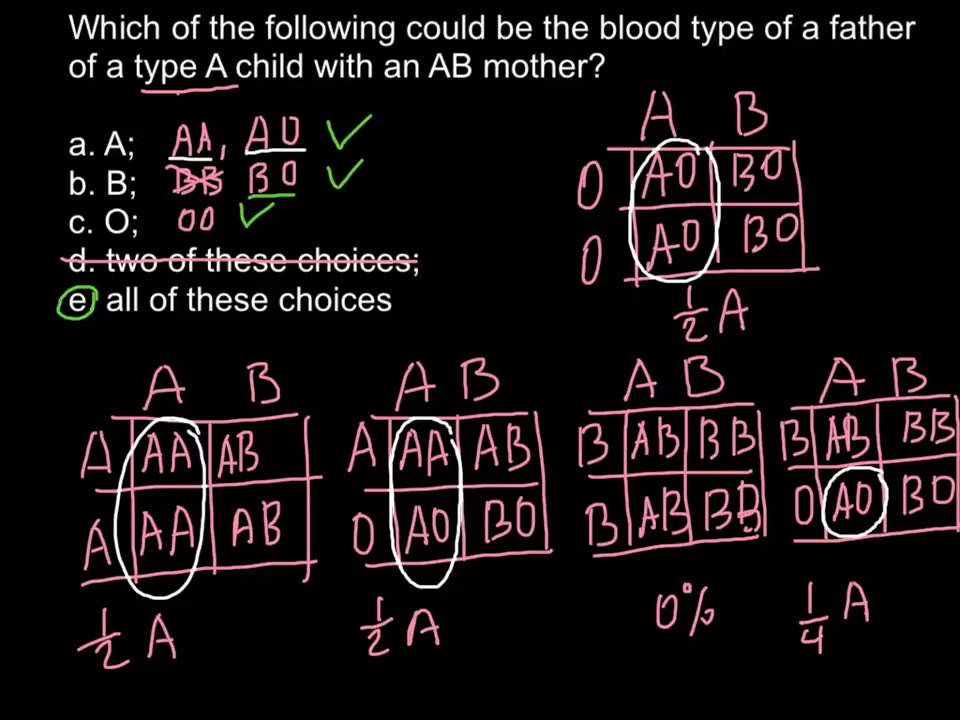 Which of the following could be the blood type of a father
of a type A child with an AB mother?
a. A; AA, AO
b. B; BB BO
c. O; OO
d. two of these choices;
e. all of these choices
A B
O AO BO
O AO BO
1/2 A
A B
A AA AB
A AA AB
1/2 A
A B
A AA AB
O AO BO
1/2 A
A B
B AB BB
B AB BB
0%
A B
B AB BB
O AO BO
1/4 A